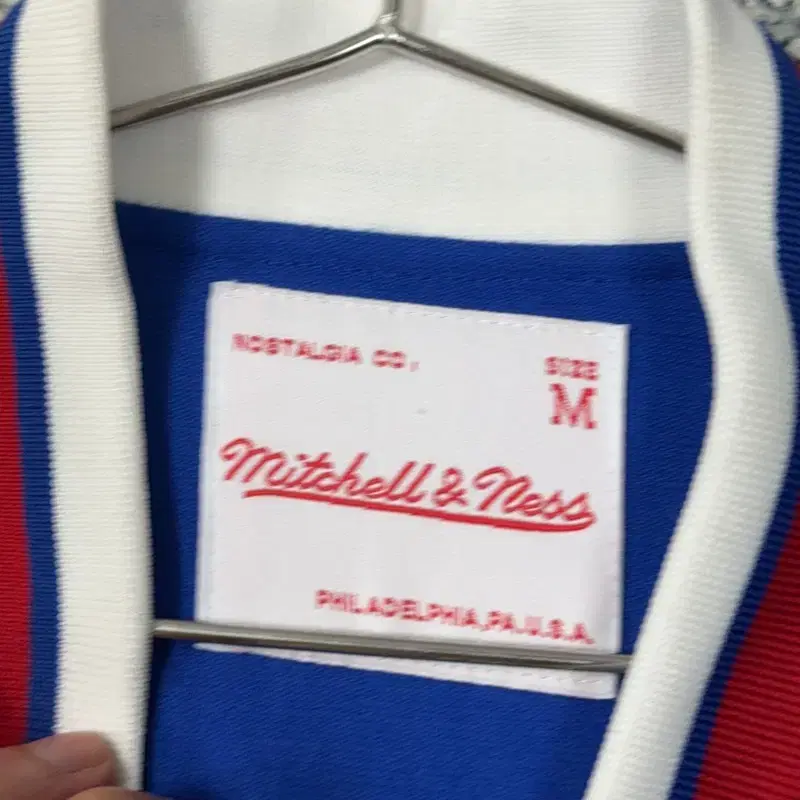 NOSTALGIA CO.
SIZE
M
Mitchell & Ness
PHILADELPHIA,PA.U.S.A.